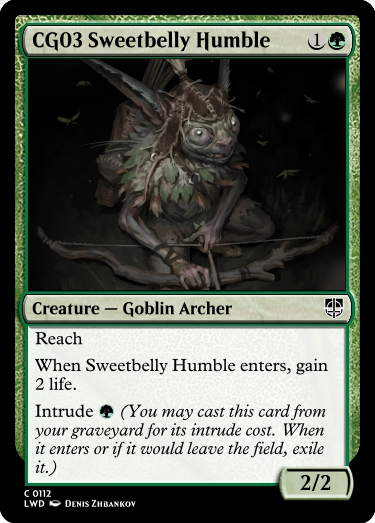 CG03 Sweetbelly Humble 1
Creature — Goblin Archer
Reach
When Sweetbelly Humble enters, gain
2 life.
Intrude (You may cast this card from
your graveyard for its intrude cost. When
it enters or if it would leave the field, exile
it.)
2/2
C 0112
LWD Denis Zhbankov